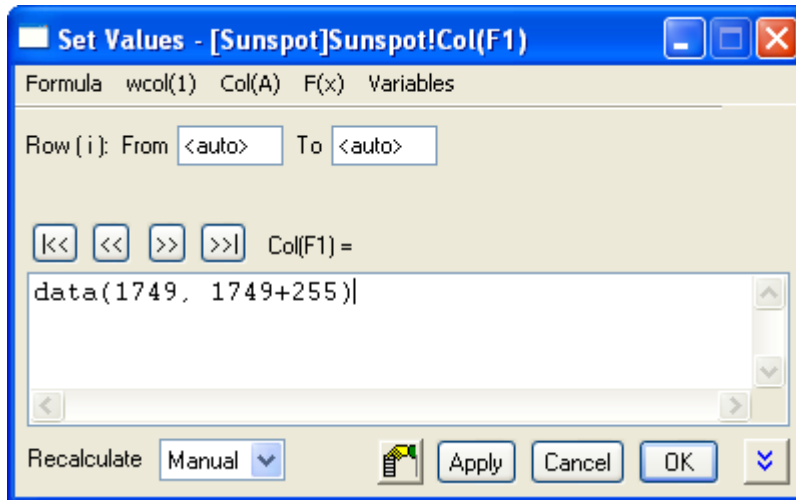 Set Values - [Sunspot]Sunspot!Col(F1)
Formula wcol(1) Col(A) F(x) Variables
Row ( i ): From <auto> To <auto>
|<< << >> >>| Col(F1) =
data(1749, 1749+255)
Recalculate Manual Apply Cancel OK